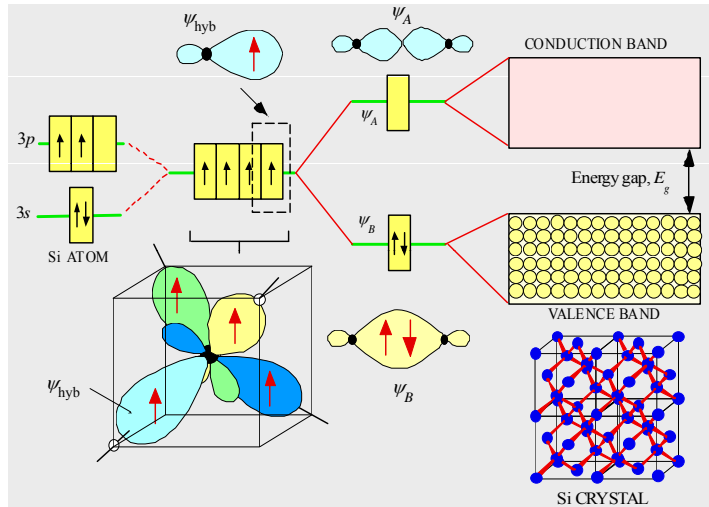 ψhyb
ψA
CONDUCTION BAND
3p
ψA
Energy gap, Eg
3s
ψB
Si ATOM
VALENCE BAND
ψhyb
ψB
Si CRYSTAL